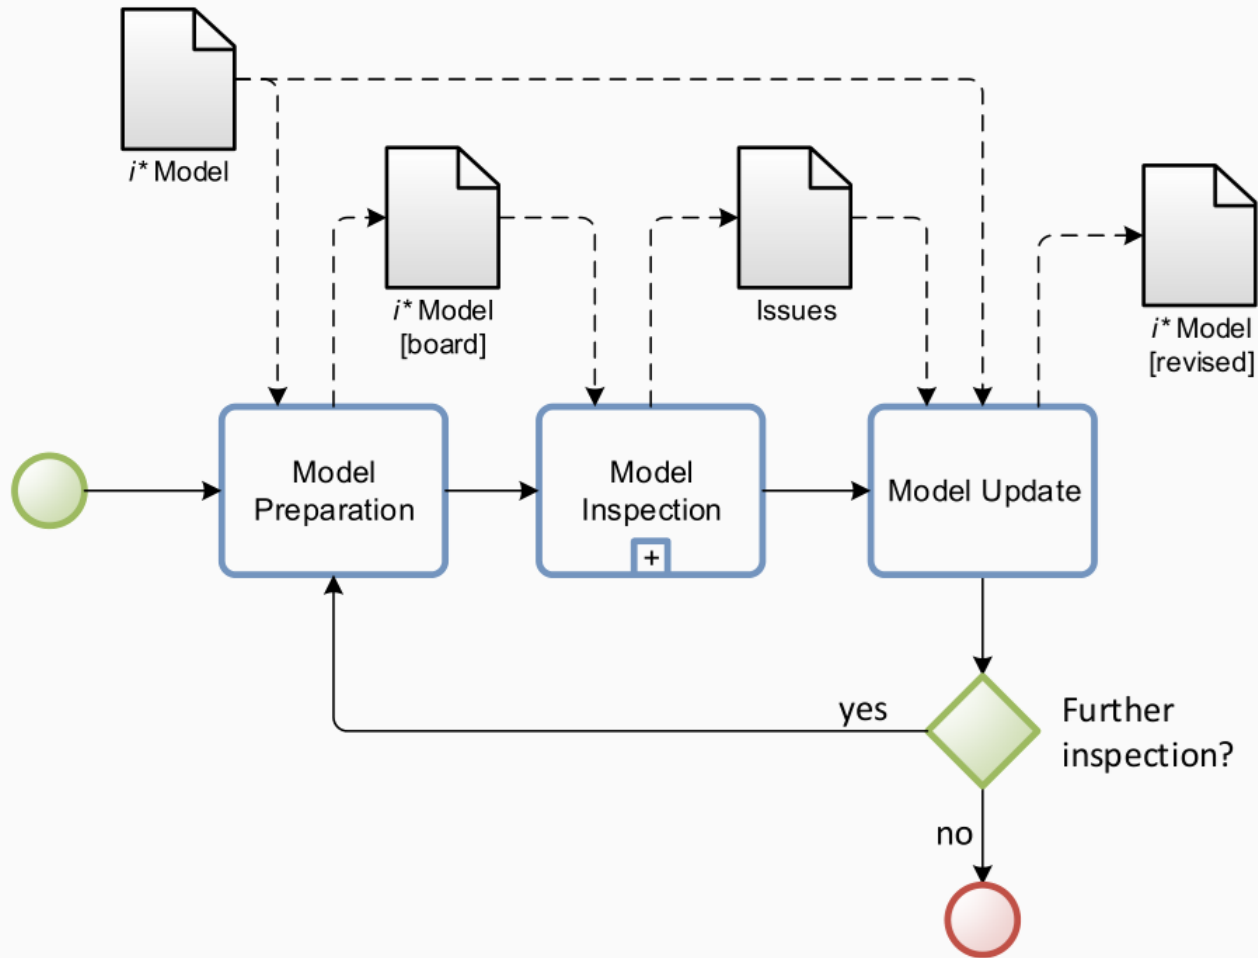 i* Model
i* Model
[board]
Issues
i* Model
[revised]
Model
Preparation
Model
Inspection
+
Model Update
yes
Further
inspection?
no